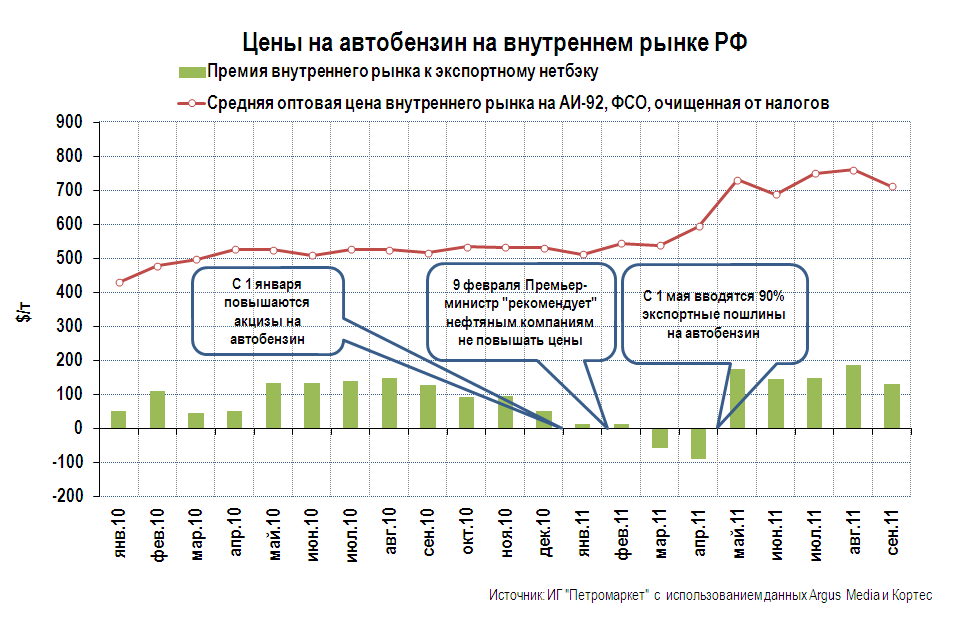 Цены на автобензин на внутреннем рынке РФ
Премия внутреннего рынка к экспортному нетбэку
Средняя оптовая цена внутреннего рынка на АИ-92, ФСО, очищенная от налогов
900
800
700
600
500
400
300
200
100
0
-100
-200
$/т
С 1 января
повышаются
акцизы на
автобензин
9 февраля Премьер-
министр "рекомендует"
нефтяным компаниям
не повышать цены
С 1 мая вводятся 90%
экспортные пошлины
на автобензин
янв.10
фев.10
мар.10
апр.10
май.10
июн.10
июл.10
авг.10
сен.10
окт.10
ноя.10
дек.10
янв.11
фев.11
мар.11
апр.11
май.11
июн.11
июл.11
авг.11
сен.11
Источник: ИГ "Петромаркет" с использованием данных Argus Media и Кортес